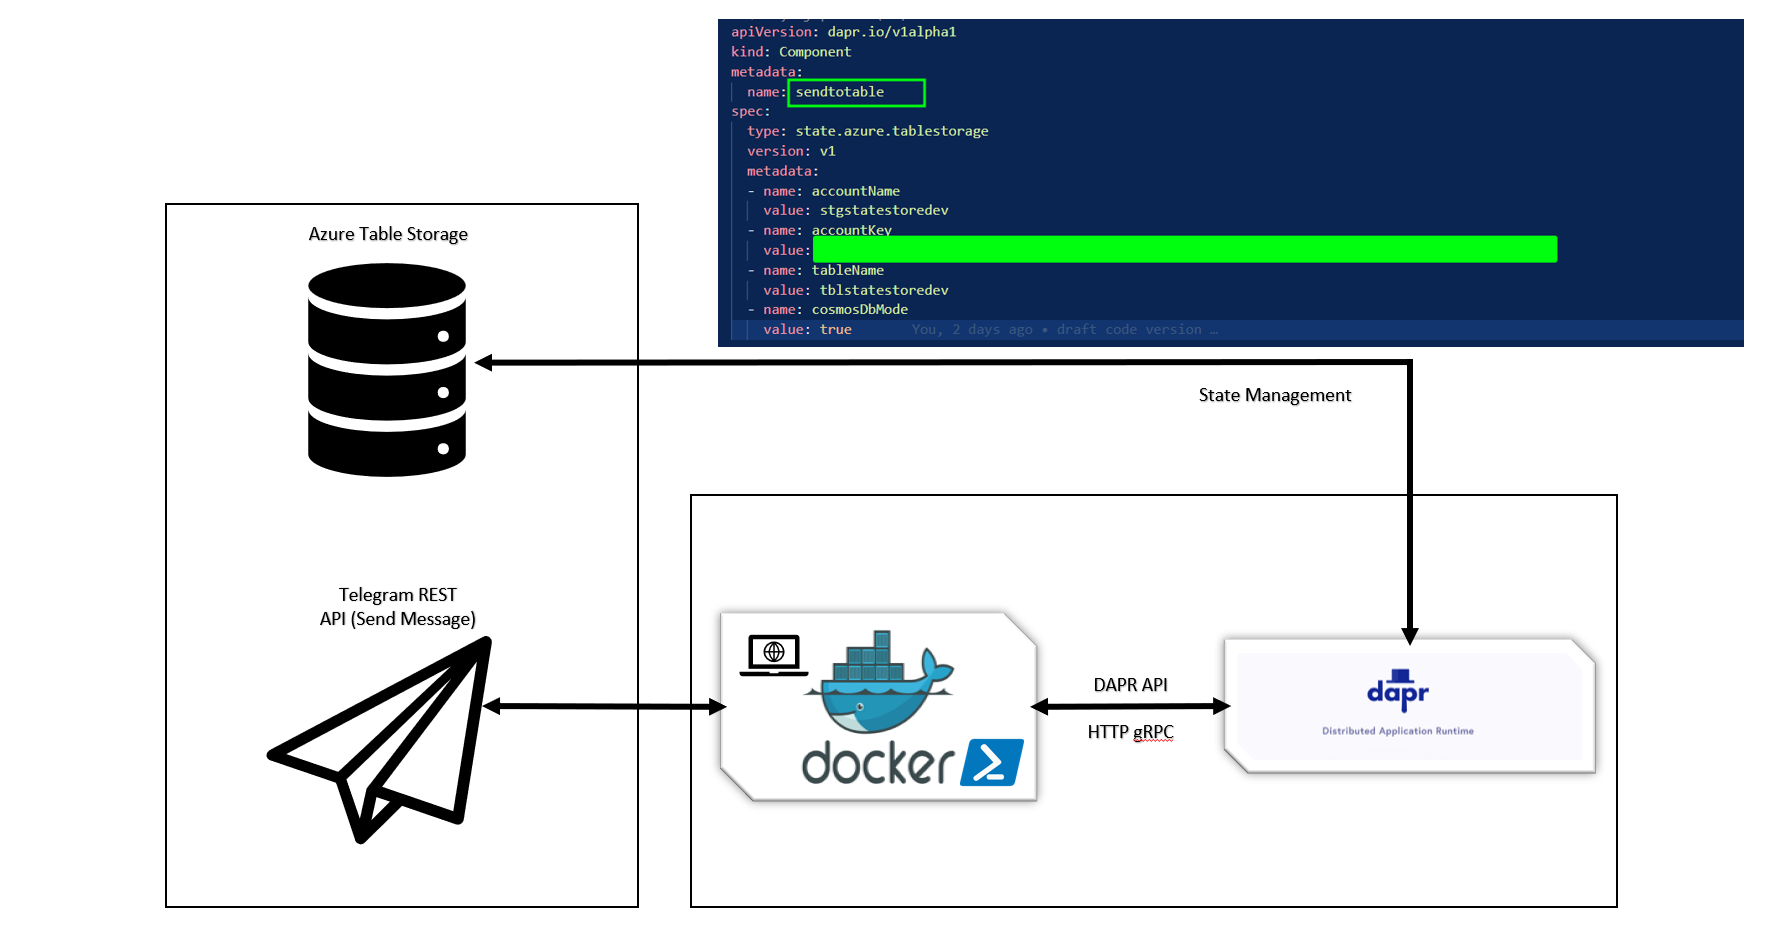 apiVersion: dapr.io/v1alpha1
kind: Component
metadata:
name: sendtotable
spec:
type: state.azure.tablestorage
version: v1
metadata:
- name: accountName
value: stgstatestoredev
- name: accountKey
value:
- name: tableName
value: tblstatestoredev
- name: cosmosDbMode
value: true You, 2 days ago • draft code version …
Azure Table Storage
State Management
Telegram REST
API (Send Message)
docker
DAPR API
HTTP gRPC
dapr
Distributed Application Runtime